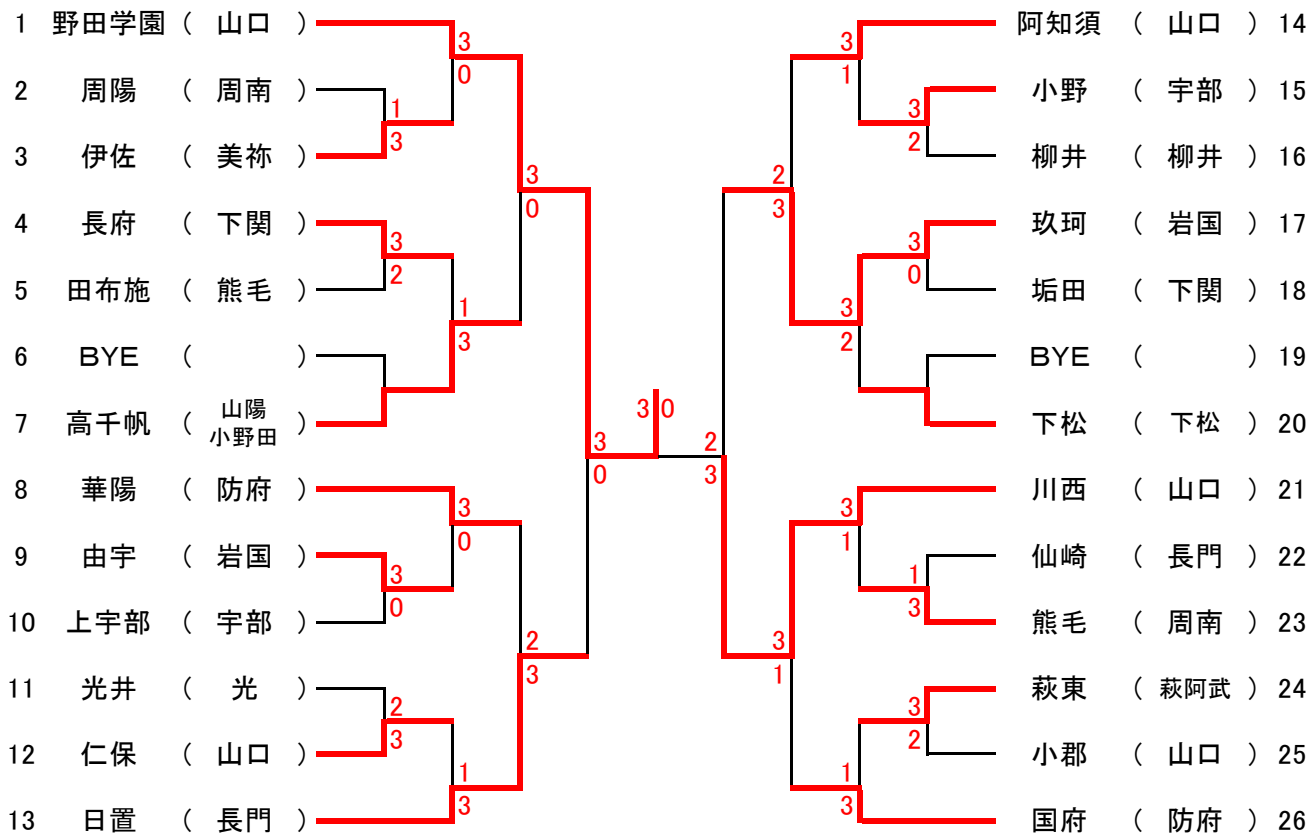 1 野田学園 ( 山口 )
2 周陽 ( 周南 )
3 伊佐 ( 美祢 )
4 長府 ( 下関 )
5 田布施 ( 熊毛 )
6 BYE ( )
7 高千帆 ( 山陽
小野田 )
8 華陽 ( 防府 )
9 由宇 ( 岩国 )
10 上宇部 ( 宇部 )
11 光井 ( 光 )
12 仁保 ( 山口 )
13 日置 ( 長門 )
3
0
1
3
3
0
3
2
1
3
3
0
3
0
3
0
2
3
2
3
1
3
3 0
阿知須 ( 山口 ) 14
小野 ( 宇部 ) 15
柳井 ( 柳井 ) 16
玖珂 ( 岩国 ) 17
垢田 ( 下関 ) 18
BYE ( ) 19
下松 ( 下松 ) 20
川西 ( 山口 ) 21
仙崎 ( 長門 ) 22
熊毛 ( 周南 ) 23
萩東 ( 萩阿武 ) 24
小郡 ( 山口 ) 25
国府 ( 防府 ) 26
3
1
3
2
2
3
3
0
3
2
2
3
3
1
1
3
3
1
3
2
1
3